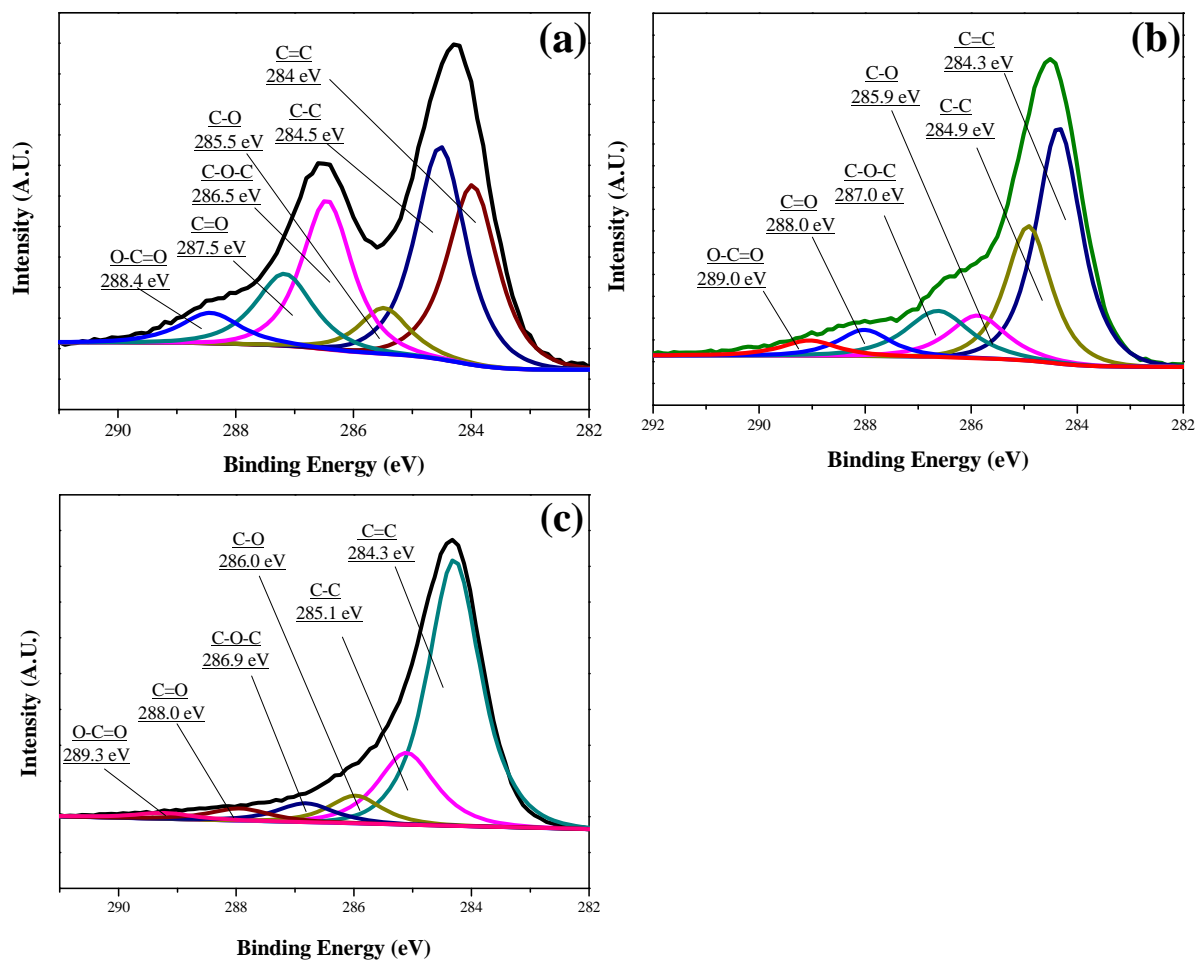 (a)
C=C
284 eV
C-C
284.5 eV
C-O
285.5 eV
C-O-C
286.5 eV
C=O
287.5 eV
O-C=O
288.4 eV
Intensity (A.U.)
290
288
286
284
282
Binding Energy (eV)
(b)
C=C
284.3 eV
C-O
285.9 eV
C-C
284.9 eV
C-O-C
287.0 eV
C=O
288.0 eV
O-C=O
289.0 eV
Intensity (A.U.)
292
290
288
286
284
282
Binding Energy (eV)
(c)
C=C
284.3 eV
C-O
286.0 eV
C-C
285.1 eV
C-O-C
286.9 eV
C=O
288.0 eV
O-C=O
289.3 eV
Intensity (A.U.)
290
288
286
284
282
Binding Energy (eV)